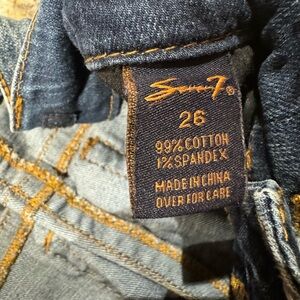 Seven7®
26
99% COTTON
1% SPANDEX
MADE IN CHINA
OVER FOR CARE